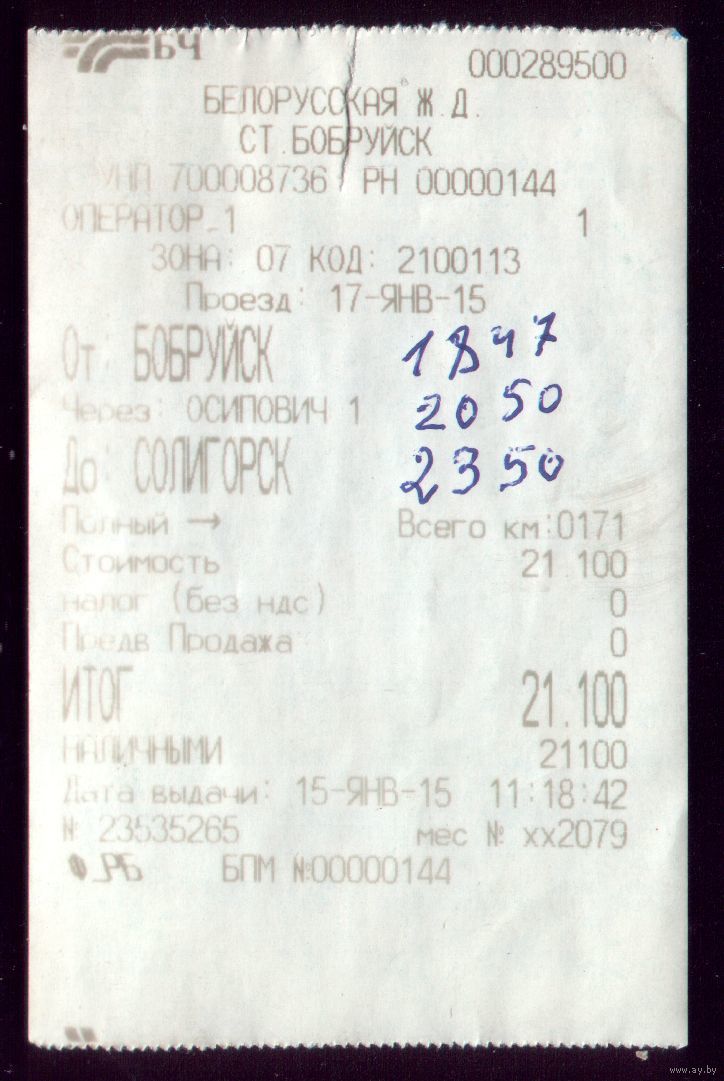 БЧ
000289500
БЕЛОРУССКАЯ Ж.Д.
СТ.БОБРУЙСК
УНП 700008736 РН 00000144
ОПЕРАТОР_1 1
ЗОНА: 07 КОД: 2100113
Проезд: 17-ЯНВ-15
От: БОБРУЙСК 1847
Через: ОСИПОВИЧ 1 2050
До: СОЛИГОРСК 2350
Полный → Всего км:0171
Стоимость 21.100
налог (без ндс) 0
Предв Продажа 0
ИТОГ 21.100
НАЛИЧНЫМИ 21100
Дата выдачи: 15-ЯНВ-15 11:18:42
№ 23535265 мес № хх2079
БПМ №00000144
www.ay.by